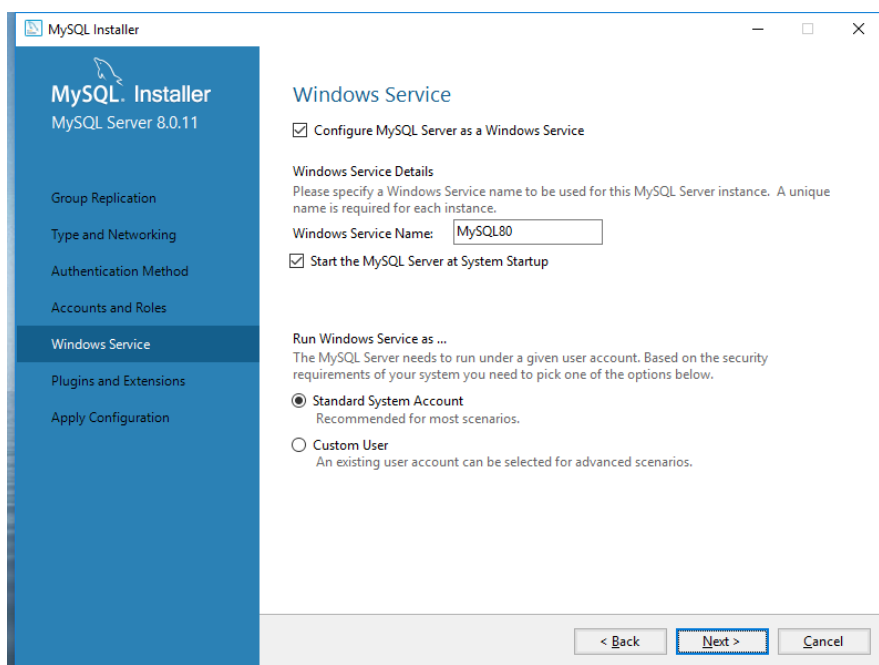 MySQL Installer
MySQL. Installer
MySQL Server 8.0.11
Group Replication
Type and Networking
Authentication Method
Accounts and Roles
Windows Service
Plugins and Extensions
Apply Configuration
Windows Service
Configure MySQL Server as a Windows Service
Windows Service Details
Please specify a Windows Service name to be used for this MySQL Server instance. A unique
name is required for each instance.
Windows Service Name: MySQL80
Start the MySQL Server at System Startup
Run Windows Service as ...
The MySQL Server needs to run under a given user account. Based on the security
requirements of your system you need to pick one of the options below.
Standard System Account
Recommended for most scenarios.
Custom User
An existing user account can be selected for advanced scenarios.
< Back Next > Cancel